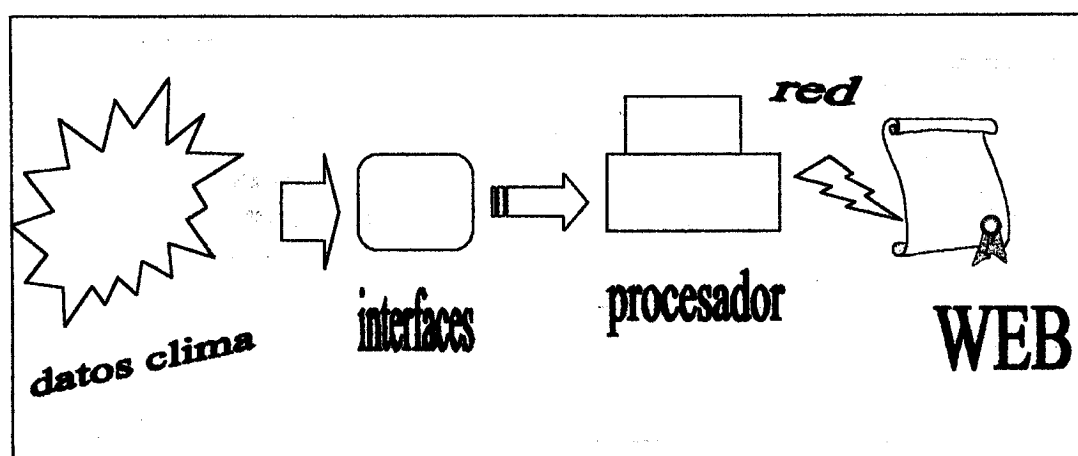 datos clima
interfaces
procesador
red
WEB